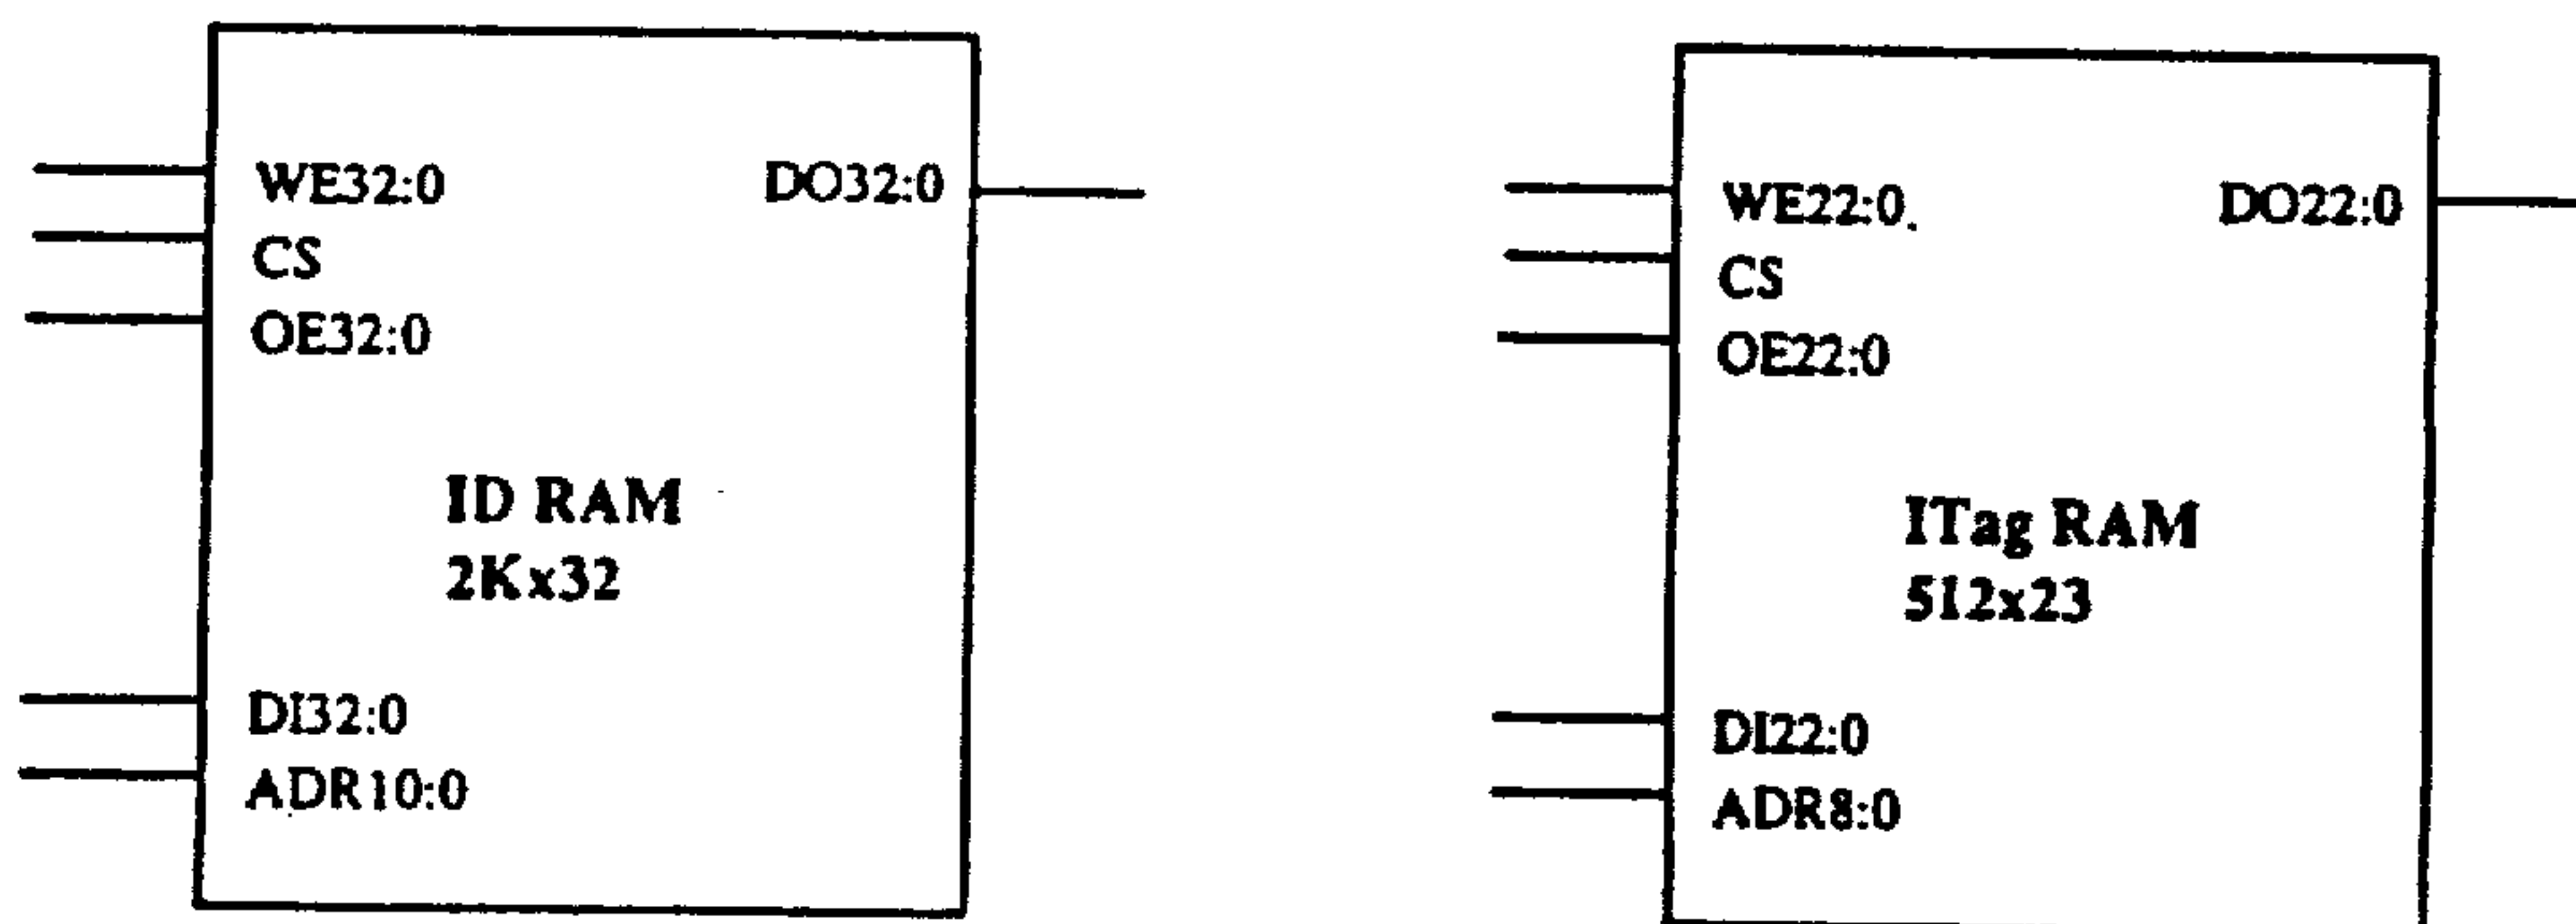 WE32:0
DO32:0
CS
OE32:0
ID RAM
2Kx32
DI32:0
ADR10:0
WE22:0
DO22:0
CS
OE22:0
ITag RAM
512x23
DI22:0
ADR8:0